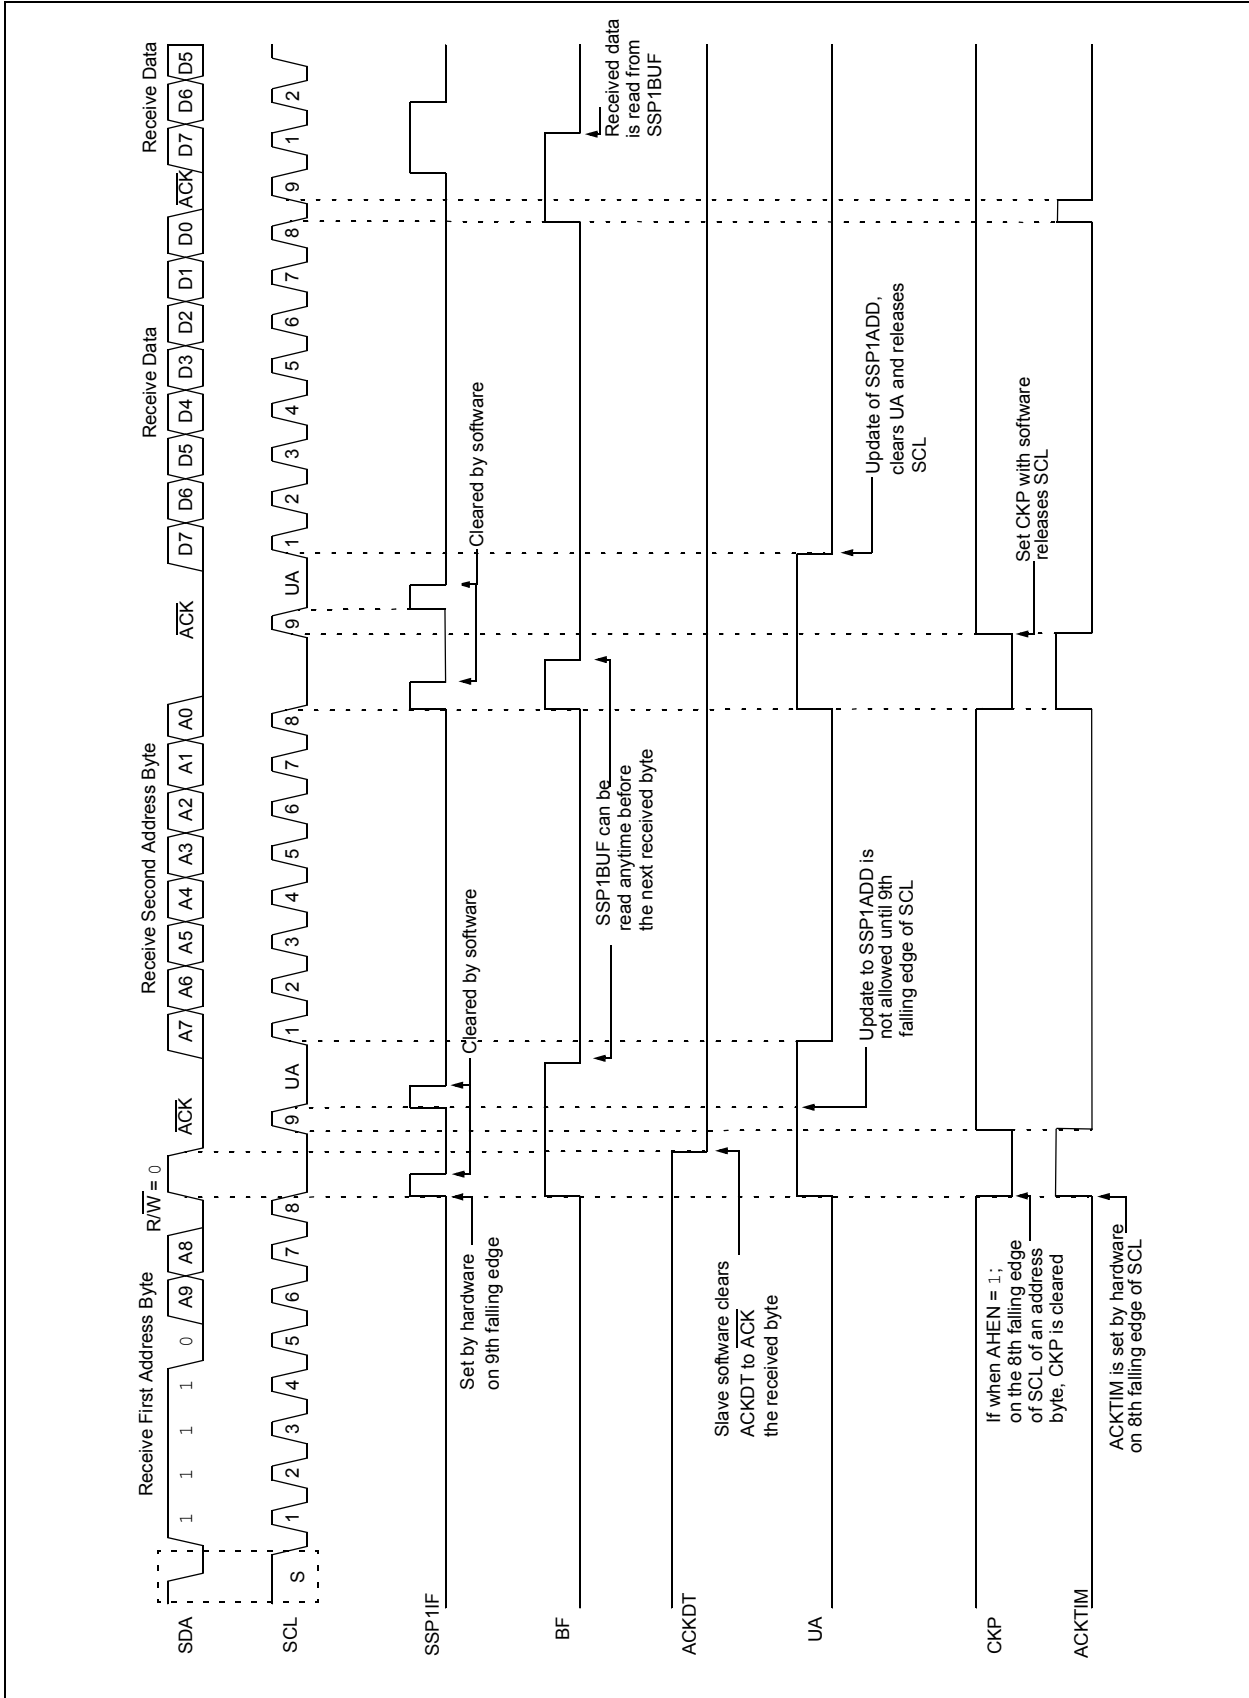 Receive First Address Byte
R/W = 0
Receive Second Address Byte
Receive Data
Receive Data
SDA
1 1 1 1 0 A9 A8
ACK
A7 A6 A5 A4 A3 A2 A1 A0
ACK
D7 D6 D5 D4 D3 D2 D1 D0
ACK
D7 D6 D5
SCL
S
1 2 3 4 5 6 7 8 9 UA
1 2 3 4 5 6 7 8 9 UA
1 2 3 4 5 6 7 8 9
1 2
SSP1IF
Set by hardware
on 9th falling edge
Cleared by software
Cleared by software
BF
SSP1BUF can be
read anytime before
the next received byte
Received data
is read from
SSP1BUF
ACKDT
Slave software clears
ACKDT to ACK
the received byte
UA
Update to SSP1ADD is
not allowed until 9th
falling edge of SCL
Update of SSP1ADD,
clears UA and releases
SCL
CKP
If when AHEN = 1;
on the 8th falling edge
of SCL of an address
byte, CKP is cleared
Set CKP with software
releases SCL
ACKTIM
ACKTIM is set by hardware
on 8th falling edge of SCL